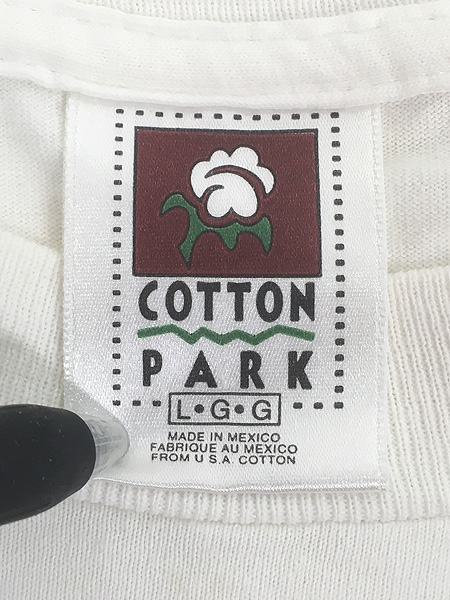 COTTON
PARK
L•G•G
MADE IN MEXICO
FABRIQUE AU MEXICO
FROM U S.A. COTTON